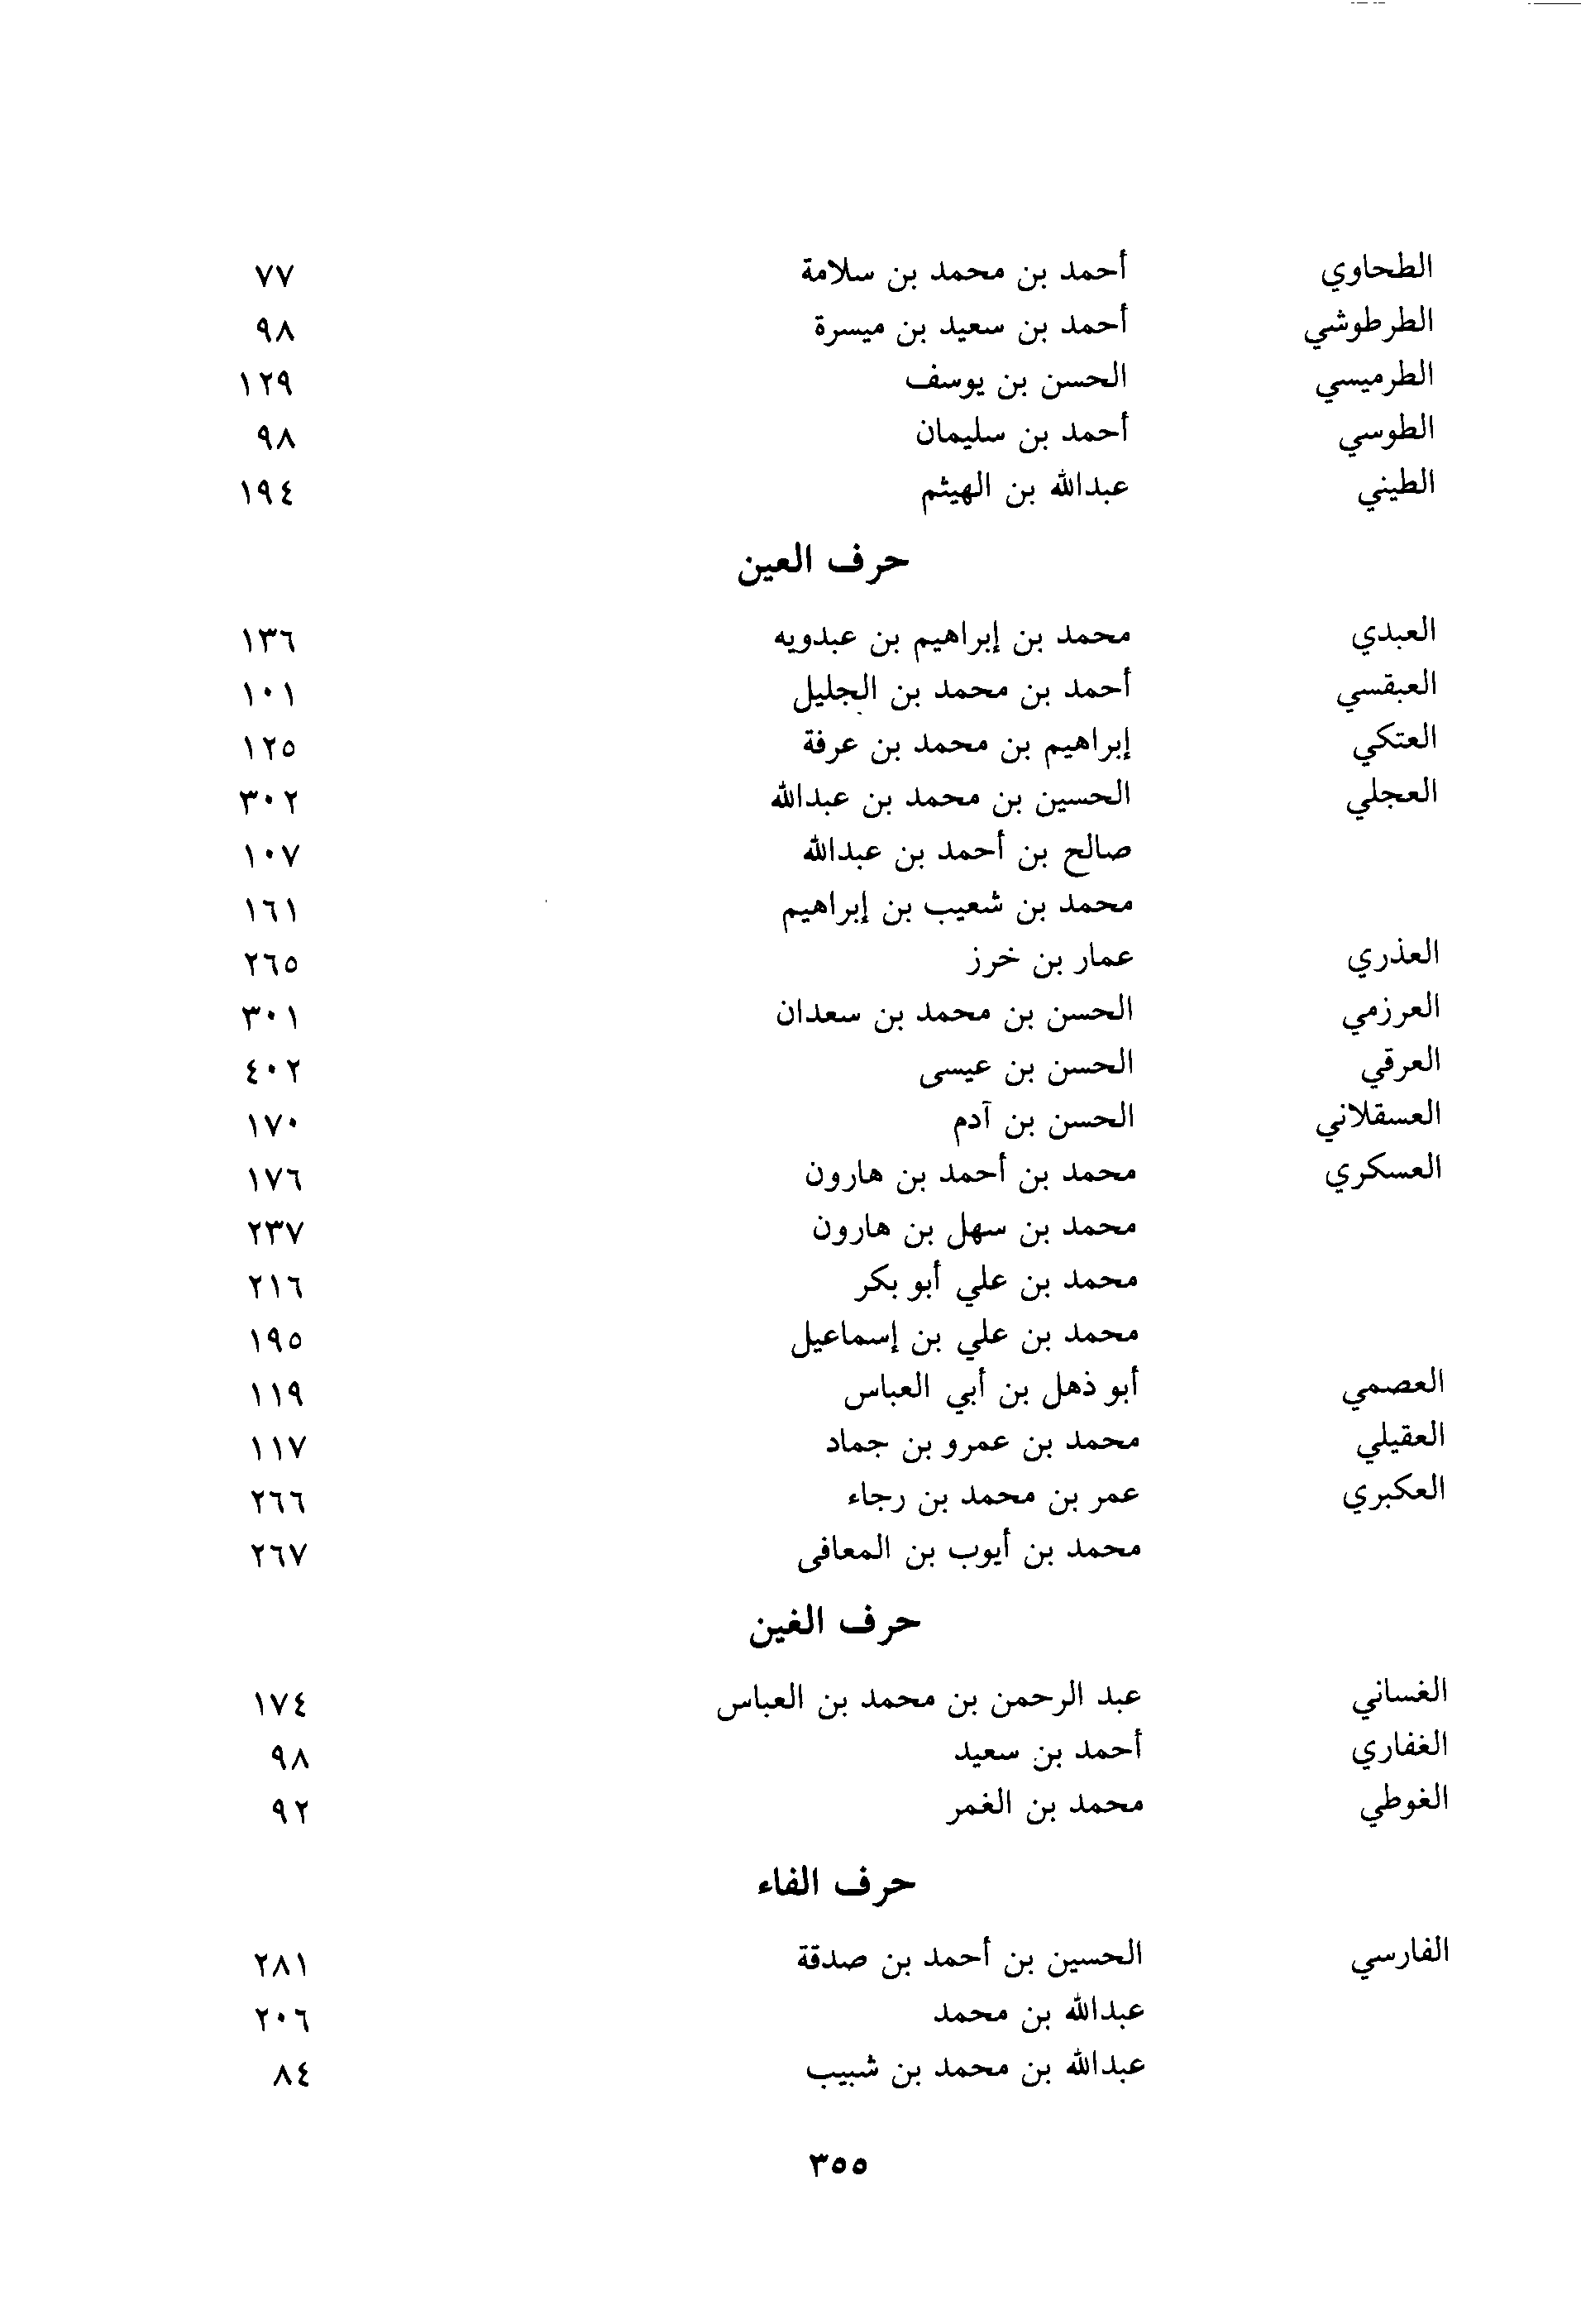 الطحاوي أحمد بن محمد بن سلامة ٧٧
الطرطوشي أحمد بن سعيد بن ميسرة ٩٨
الطرميسي الحسن بن يوسف ١٢٩
الطوسي أحمد بن سليمان ٩٨
الطيني عبدالله بن الهيثم ١٩٤
حرف العين
العبدي محمد بن إبراهيم بن عبدويه ١٣٦
العبقسي أحمد بن محمد بن الجليل ١٠١
العتكي إبراهيم بن محمد بن عرفة ١٢٥
العجلي الحسين بن محمد بن عبدالله ٣٠٢
صالح بن أحمد بن عبدالله ١٠٧
محمد بن شعيب بن إبراهيم ١٦١
العذري عمار بن خرز ٢٦٥
العرزمي الحسن بن محمد بن سعدان ٣٠١
العرقي الحسن بن عيسى ٤٠٢
العسقلاني الحسن بن آدم ١٧٠
العسكري محمد بن أحمد بن هارون ١٧٦
محمد بن سهل بن هارون ٢٣٧
محمد بن علي أبو بكر ٢١٦
محمد بن علي بن إسماعيل ١٩٥
العصمي أبو ذهل بن أبي العباس ١١٩
العقيلي محمد بن عمرو بن جماد ١١٧
العكبري عمر بن محمد بن رجاء ٢٦٦
محمد بن أيوب بن المعافى ٢٦٧
حرف الغين
الغساني عبد الرحمن بن محمد بن العباس ١٧٤
الغفاري أحمد بن سعيد ٩٨
الغوطي محمد بن الغمر ٩٢
حرف الفاء
الفارسي الحسين بن أحمد بن صدقة ٢٨١
عبدالله بن محمد ٢٠٦
عبدالله بن محمد بن شبيب ٨٤
٣٥٥